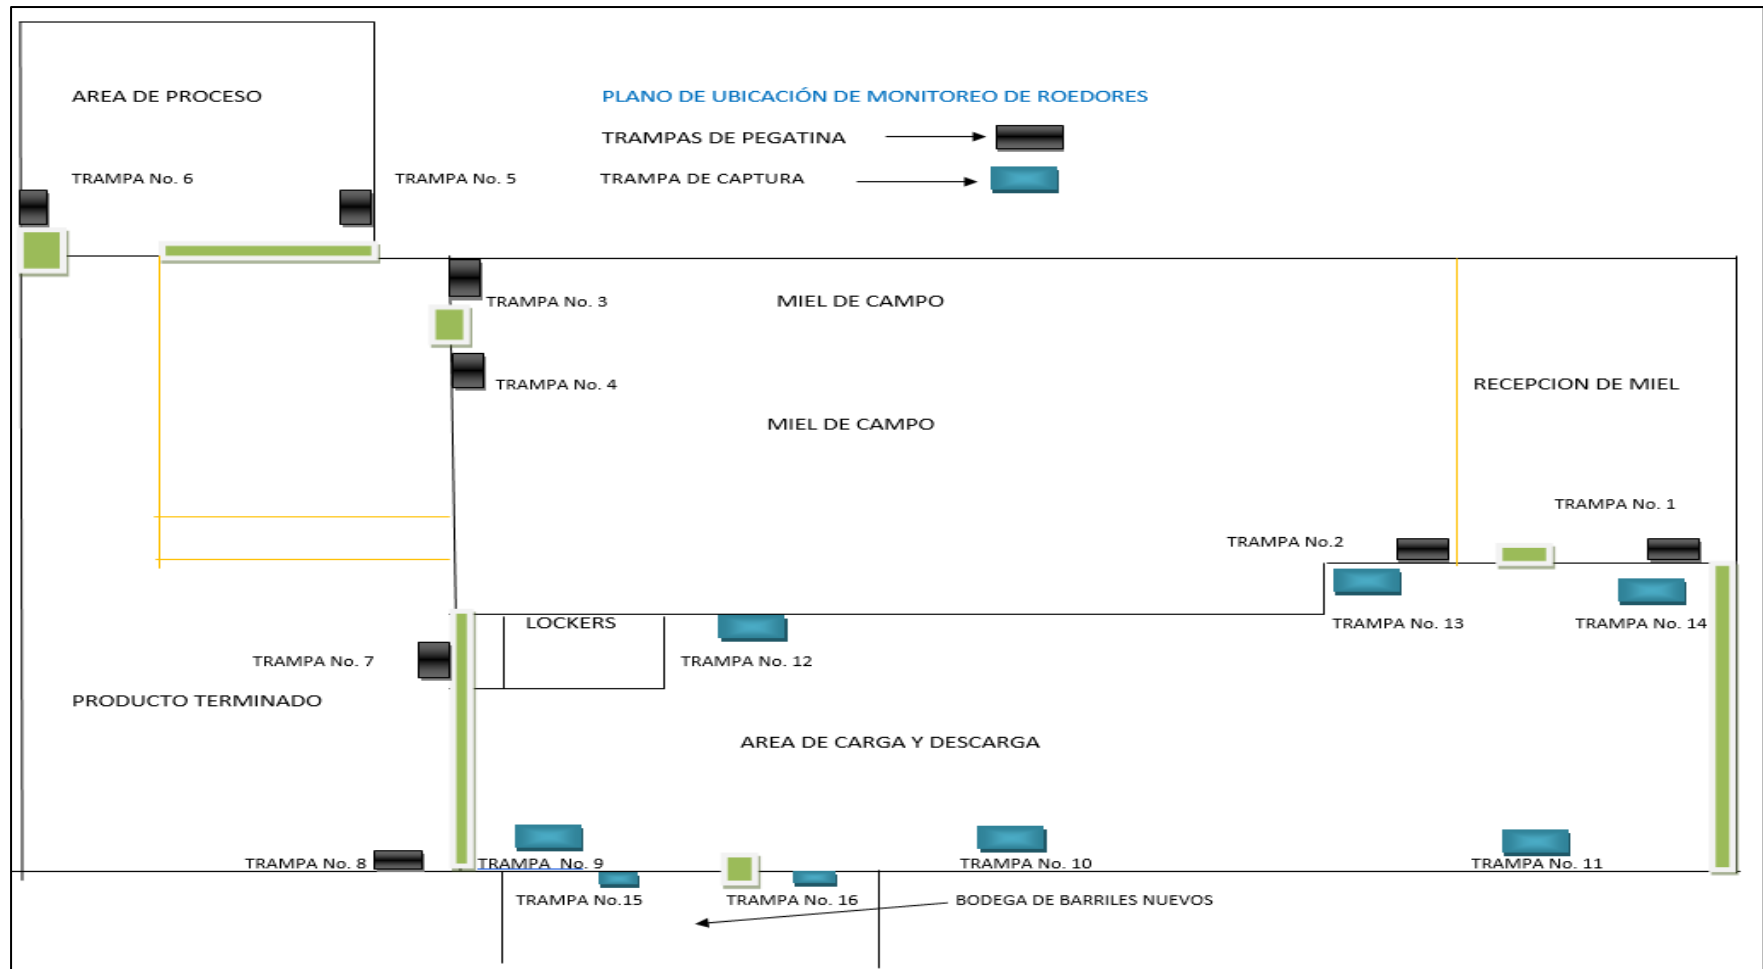 AREA DE PROCESO
PLANO DE UBICACIÓN DE MONITOREO DE ROEDORES
TRAMPAS DE PEGATINA
TRAMPA No. 6
TRAMPA No. 5
TRAMPA DE CAPTURA
TRAMPA No. 3
MIEL DE CAMPO
TRAMPA No. 4
RECEPCION DE MIEL
MIEL DE CAMPO
TRAMPA No. 1
TRAMPA No.2
LOCKERS
TRAMPA No. 13
TRAMPA No. 14
TRAMPA No. 7
TRAMPA No. 12
PRODUCTO TERMINADO
AREA DE CARGA Y DESCARGA
TRAMPA No. 8
TRAMPA No. 9
TRAMPA No. 10
TRAMPA No. 11
TRAMPA No.15
TRAMPA No. 16
BODEGA DE BARRILES NUEVOS